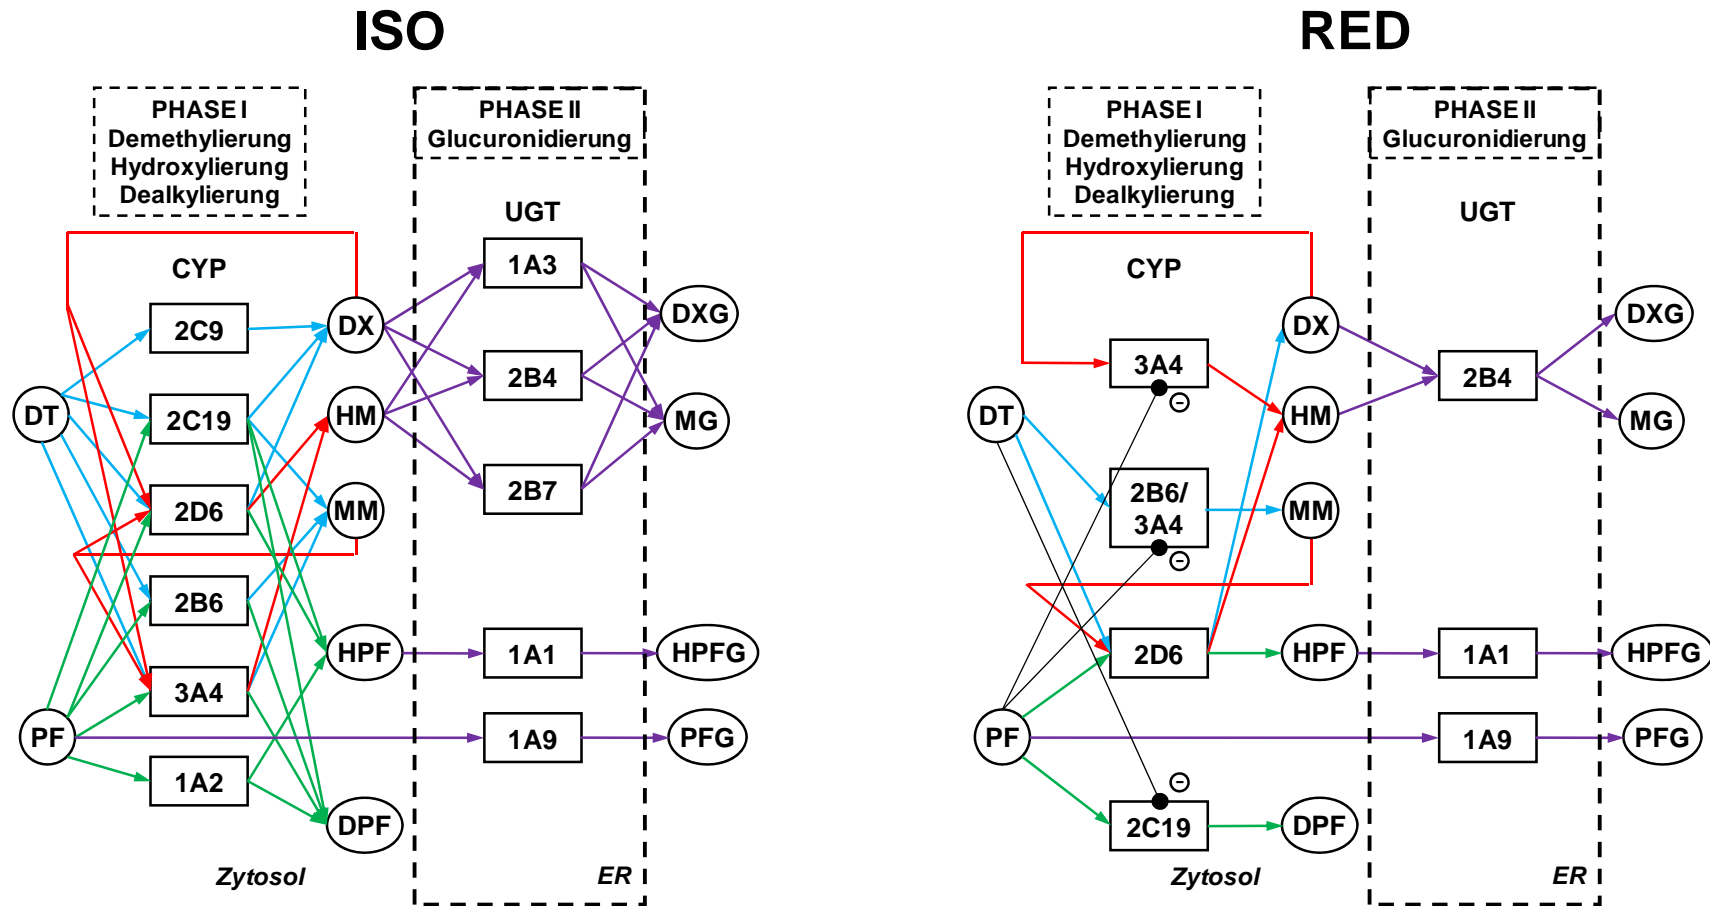 ISO
PHASE I
Demethylierung
Hydroxylierung
Dealkylierung
PHASE II
Glucuronidierung
UGT
CYP
1A3
2C9
DX
DXG
2B4
DT
2C19
HM
MG
2B7
2D6
MM
2B6
HPF
1A1
HPFG
3A4
PF
1A9
PFG
1A2
DPF
Zytosol
ER
RED
PHASE I
Demethylierung
Hydroxylierung
Dealkylierung
PHASE II
Glucuronidierung
UGT
CYP
DX
DXG
3A4
2B4
-
DT
HM
MG
2B6/
3A4
MM
-
2D6
HPF
1A1
HPFG
PF
1A9
PFG
-
2C19
DPF
Zytosol
ER